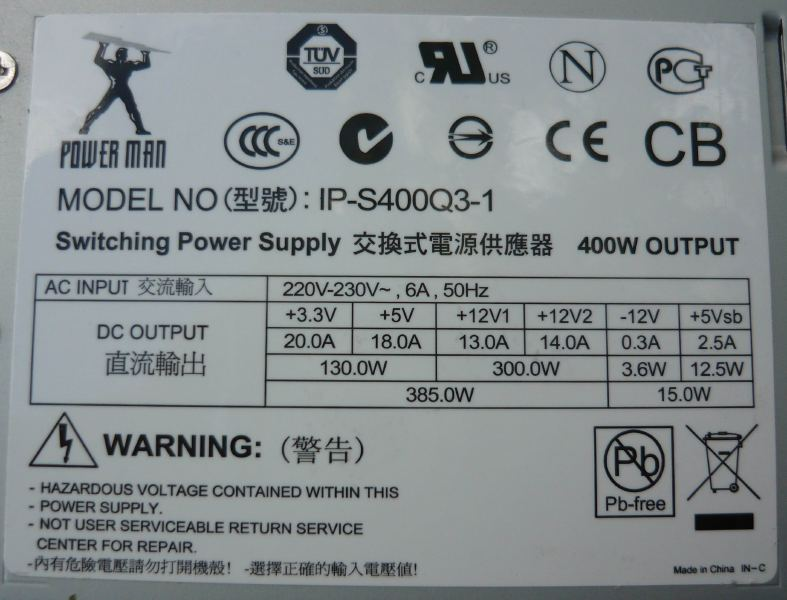 TÜV
SÜD
c RU ® US
N
PCT
POWER MAN
CCC S&E
CE
CB
MODEL NO (型號): IP-S400Q3-1
Switching Power Supply 交換式電源供應器 400W OUTPUT
AC INPUT 交流輸入 220V-230V~ , 6A , 50Hz
DC OUTPUT
直流輸出
+3.3V +5V +12V1 +12V2 -12V +5Vsb
20.0A 18.0A 13.0A 14.0A 0.3A 2.5A
130.0W 300.0W 3.6W 12.5W
385.0W 15.0W
WARNING: (警告)
- HAZARDOUS VOLTAGE CONTAINED WITHIN THIS
- POWER SUPPLY.
- NOT USER SERVICEABLE RETURN SERVICE
CENTER FOR REPAIR.
-內有危險電壓請勿打開機殼! -選擇正確的輸入電壓值!
Pb
Pb-free
Made in China IN-C